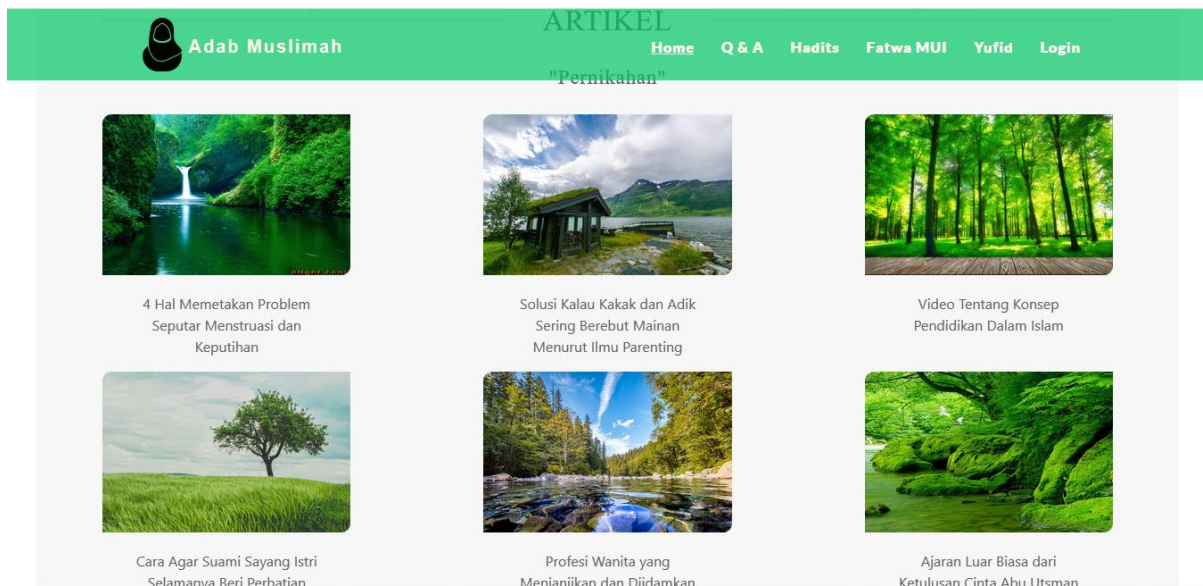 ARTIKEL
Adab Muslimah
Home Q & A Hadits Fatwa MUI Yufid Login
"Pernikahan"
4 Hal Memetakan Problem
Seputar Menstruasi dan
Keputihan
Solusi Kalau Kakak dan Adik
Sering Berebut Mainan
Menurut Ilmu Parenting
Video Tentang Konsep
Pendidikan Dalam Islam
Cara Agar Suami Sayang Istri
Selamanya Beri Perhatian
Profesi Wanita yang
Menjanjikan dan Diidamkan
Ajaran Luar Biasa dari
Ketulusan Cinta Abu Utsman